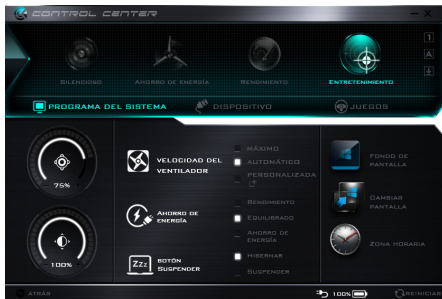 CONTROL CENTER
SILENCIOSO
AHORRO DE ENERGÍA
RENDIMIENTO
ENTRETENIMIENTO
1
A
PROGRAMA DEL SISTEMA
DISPOSITIVO
JUEGOS
75%
VELOCIDAD DEL
VENTILADOR
MÁXIMO
AUTOMÁTICO
PERSONALIZADA
FONDO DE
PANTALLA
100%
AHORRO DE
ENERGÍA
RENDIMIENTO
EQUILIBRADO
AHORRO DE
ENERGÍA
CAMBIAR
PANTALLA
ZZZ
BOTÓN
SUSPENDER
HIBERNAR
SUSPENDER
ZONA HORARIA
ATRÁS
100%
REINICIAR